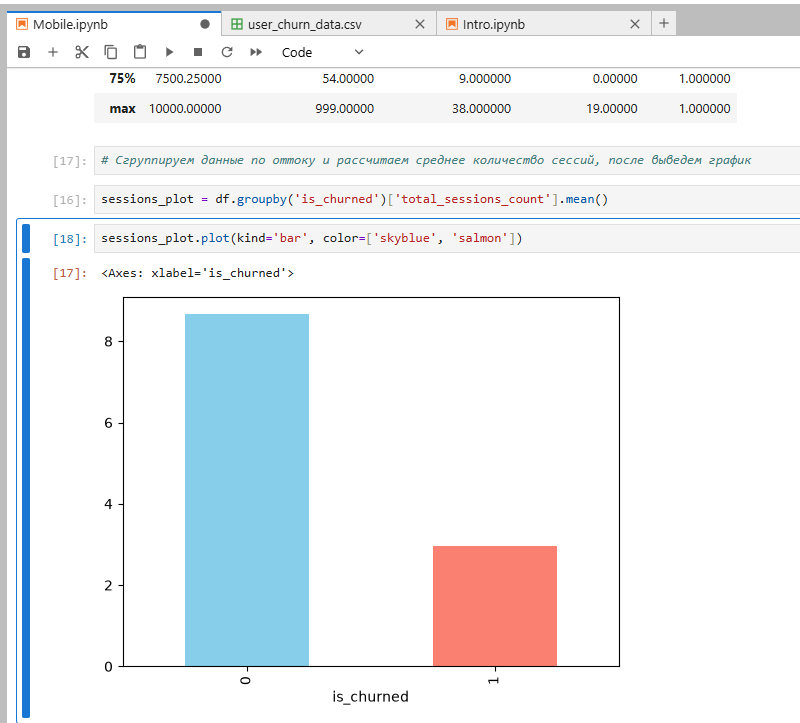 Mobile.ipynb
user_churn_data.csv
Intro.ipynb
Code
75% 7500.25000 54.00000 9.000000 0.00000 1.000000
max 10000.00000 999.00000 38.000000 19.00000 1.000000
[17]: # Сгруппируем данные по оттоку и рассчитаем среднее количество сессий, после выведем график
[16]: sessions_plot = df.groupby('is_churned')['total_sessions_count'].mean()
[18]: sessions_plot.plot(kind='bar', color=['skyblue', 'salmon'])
[17]: <Axes: xlabel='is_churned'>
8
6
4
2
0
0 1
is_churned